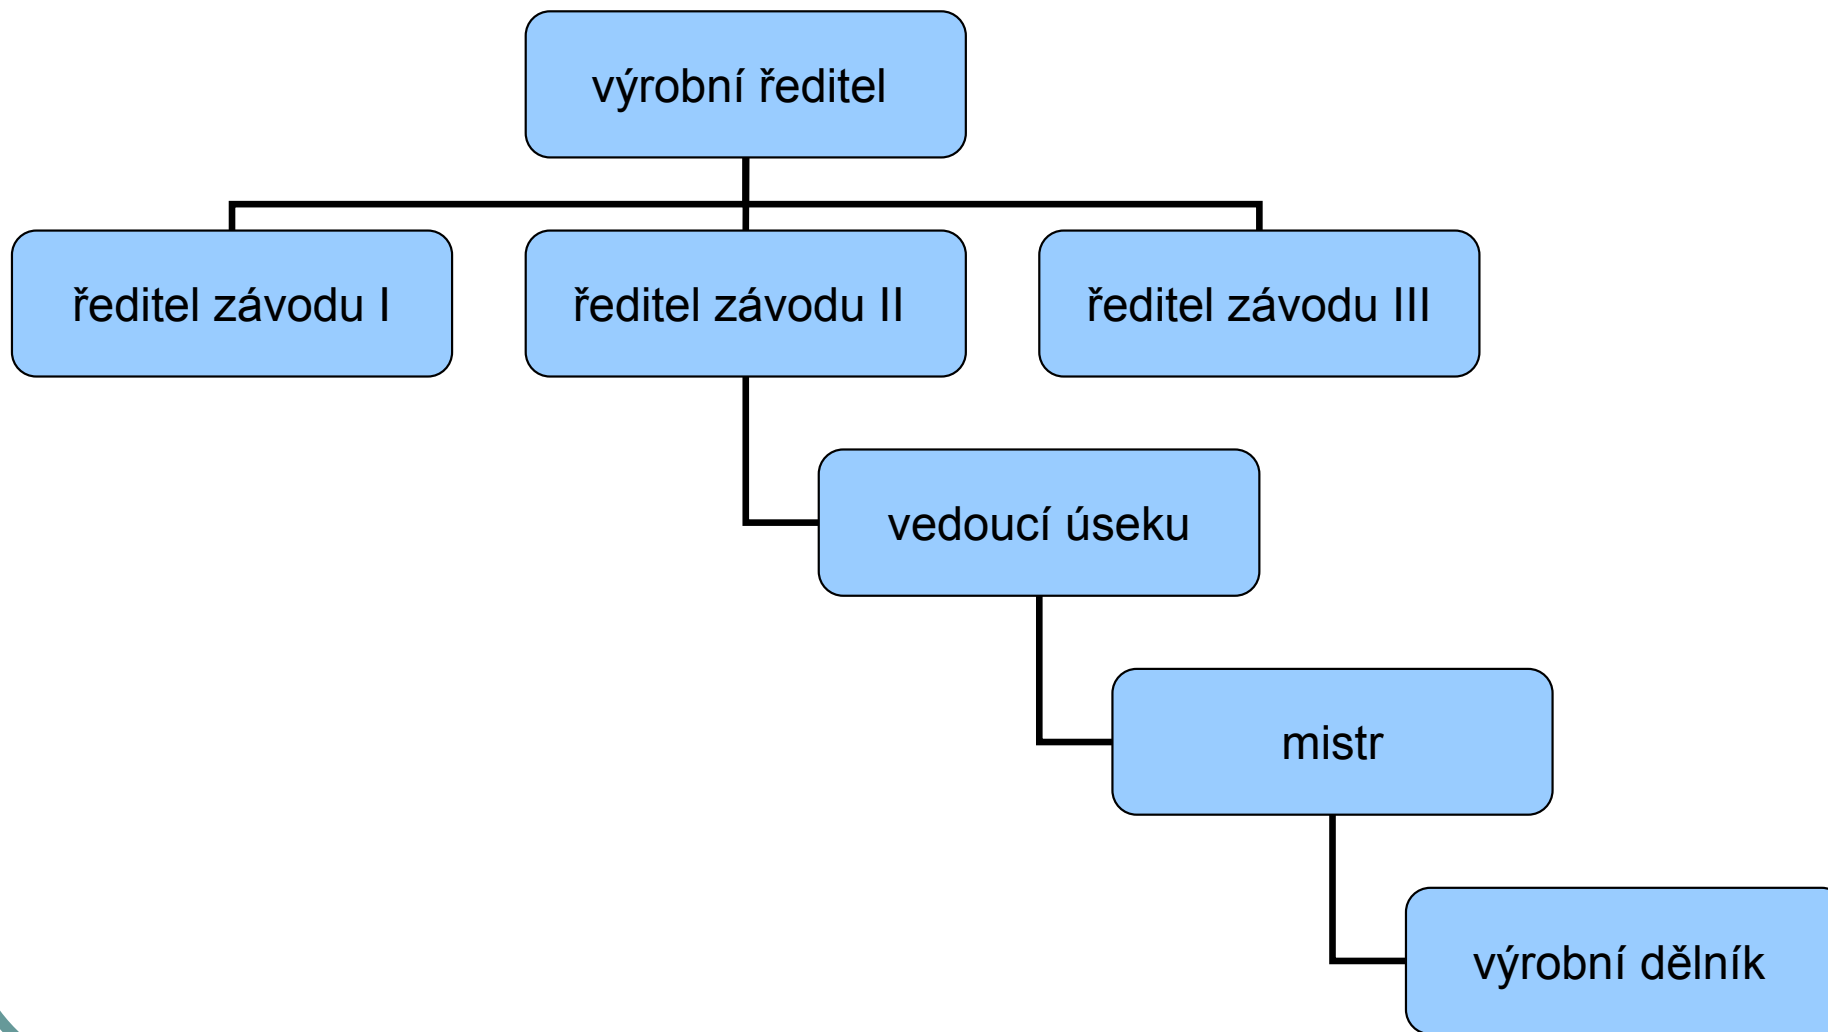 výrobní ředitel
ředitel závodu I
ředitel závodu II
ředitel závodu III
vedoucí úseku
mistr
výrobní dělník